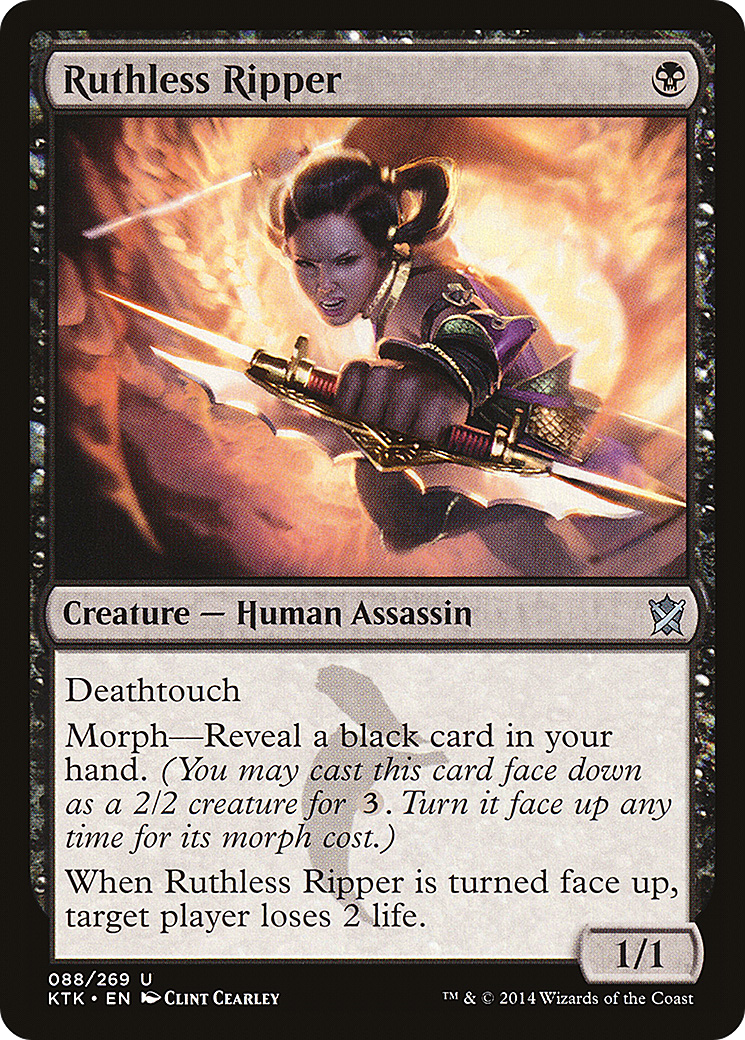 Ruthless Ripper
Creature — Human Assassin
Deathtouch
Morph—Reveal a black card in your
hand. (You may cast this card face down
as a 2/2 creature for 3. Turn it face up any
time for its morph cost.)
When Ruthless Ripper is turned face up,
target player loses 2 life.
1/1
088/269 U
KTK • EN Clint Cearley
™ & © 2014 Wizards of the Coast